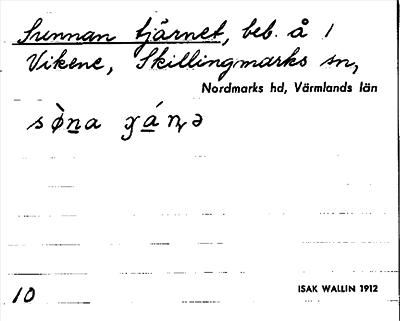 Sunnan tjärnet, beb. å 1
Vikene, Skillingmarks sn,
Nordmarks hd, Värmlands län
10
ISAK WALLIN 1912